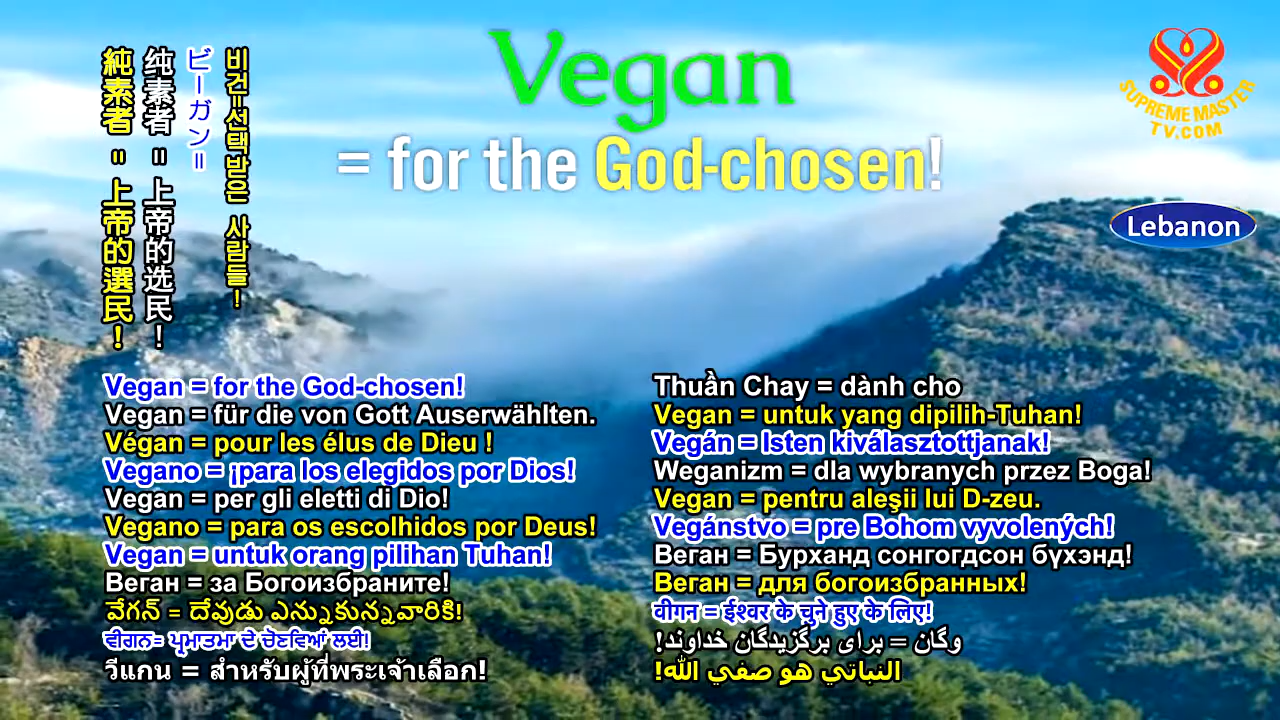 Vegan
= for the God-chosen!
SUPREME MASTER
TV.COM
Lebanon
비건=선택받은 사람들!
ビーガン=
纯素者=上帝的选民!
純素者=上帝的選民!
Vegan = for the God-chosen!
Vegan = für die von Gott Auserwählten.
Végan = pour les élus de Dieu !
Vegano = ¡para los elegidos por Dios!
Vegan = per gli eletti di Dio!
Vegano = para os escolhidos por Deus!
Vegan = untuk orang pilihan Tuhan!
Веган = за Богоизбраните!
వేగన్ = దేవుడు ఎన్నుకున్నవారికి!
ਵੀਗਨ= ਪ੍ਰਮਾਤਮਾ ਦੇ ਚੋਣਵਿਆਂ ਲਈ!
วีแกน = สำหรับผู้ที่พระเจ้าเลือก!
Thuần Chay = dành cho
Vegan = untuk yang dipilih-Tuhan!
Vegán = Isten kiválasztottjanak!
Weganizm = dla wybranych przez Boga!
Vegan = pentru aleşii lui D-zeu.
Vegánstvo = pre Bohom vyvolených!
Веган = Бурханд сонгогдсон бүхэнд!
Веган = для богоизбранных!
वीगन = ईश्वर के चुने हुए के लिए!
وگان = برای برگزیدگان خداوند!
النباتي هو صفي الله!